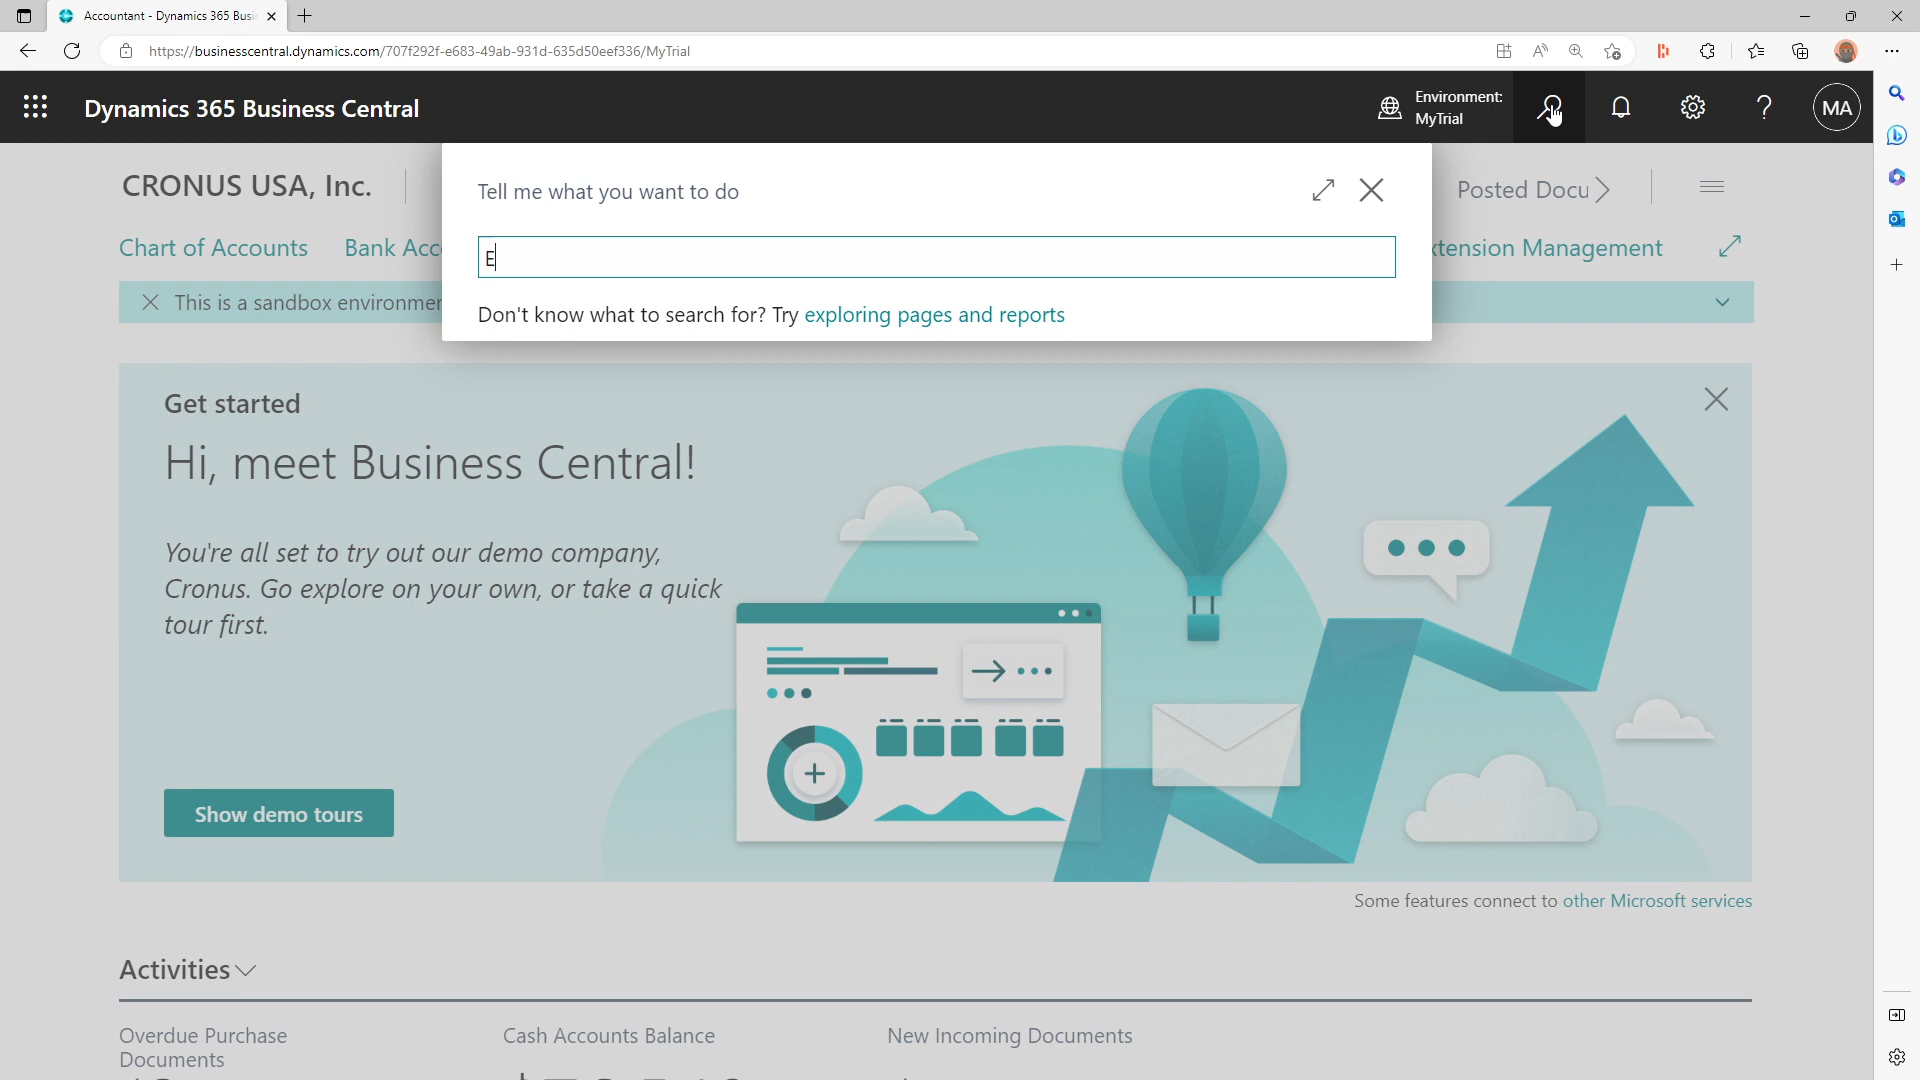 Accountant - Dynamics 365 Busi
https://businesscentral.dynamics.com/707f292f-e683-49ab-931d-635d50eef336/MyTrial
Dynamics 365 Business Central
Environment:
MyTrial
MA
CRONUS USA, Inc.
Tell me what you want to do
Posted Docu
Chart of Accounts
Bank Acc
E
xtension Management
This is a sandbox environmen
Don't know what to search for? Try exploring pages and reports
Get started
Hi, meet Business Central!
You're all set to try out our demo company,
Cronus. Go explore on your own, or take a quick
tour first.
Show demo tours
Some features connect to other Microsoft services
Activities
Overdue Purchase
Documents
Cash Accounts Balance
New Incoming Documents